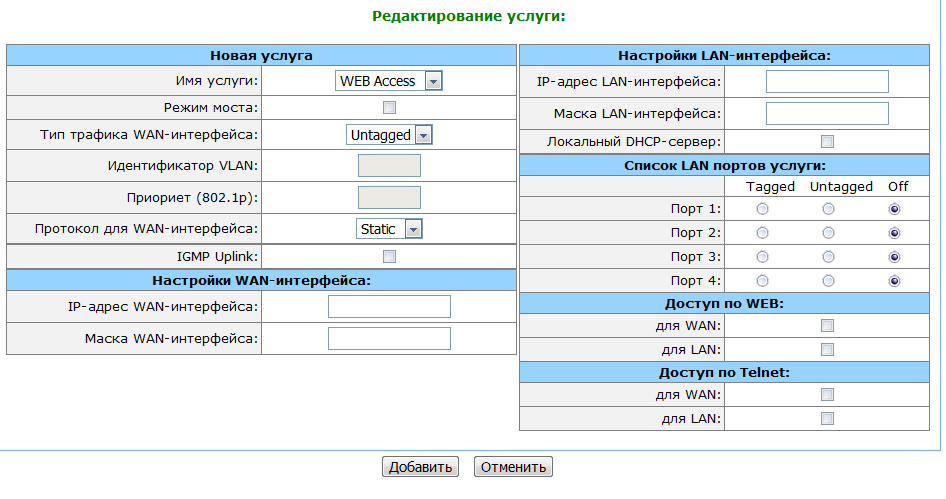 Редактирование услуги:
Новая услуга
Имя услуги: WEB Access
Режим моста:
Тип трафика WAN-интерфейса: Untagged
Идентификатор VLAN:
Приориет (802.1p):
Протокол для WAN-интерфейса: Static
IGMP Uplink:
Настройки WAN-интерфейса:
IP-адрес WAN-интерфейса:
Маска WAN-интерфейса:
Настройки LAN-интерфейса:
IP-адрес LAN-интерфейса:
Маска LAN-интерфейса:
Локальный DHCP-сервер:
Список LAN портов услуги:
Tagged Untagged Off
Порт 1:
Порт 2:
Порт 3:
Порт 4:
Доступ по WEB:
для WAN:
для LAN:
Доступ по Telnet:
для WAN:
для LAN:
Добавить Отменить